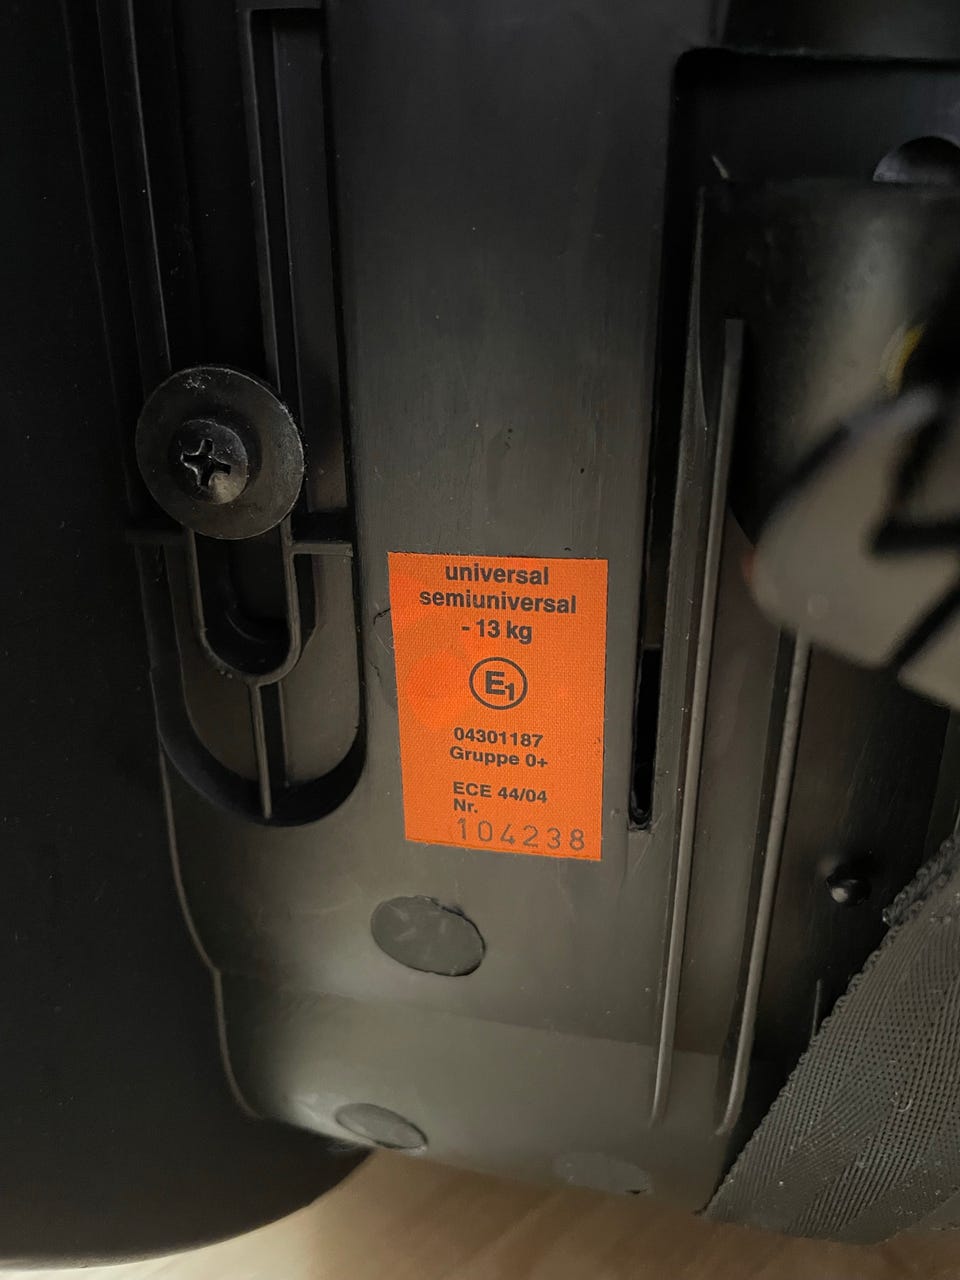 universal
semiuniversal
- 13 kg
E1
04301187
Gruppe 0+
ECE 44/04
Nr.
104238